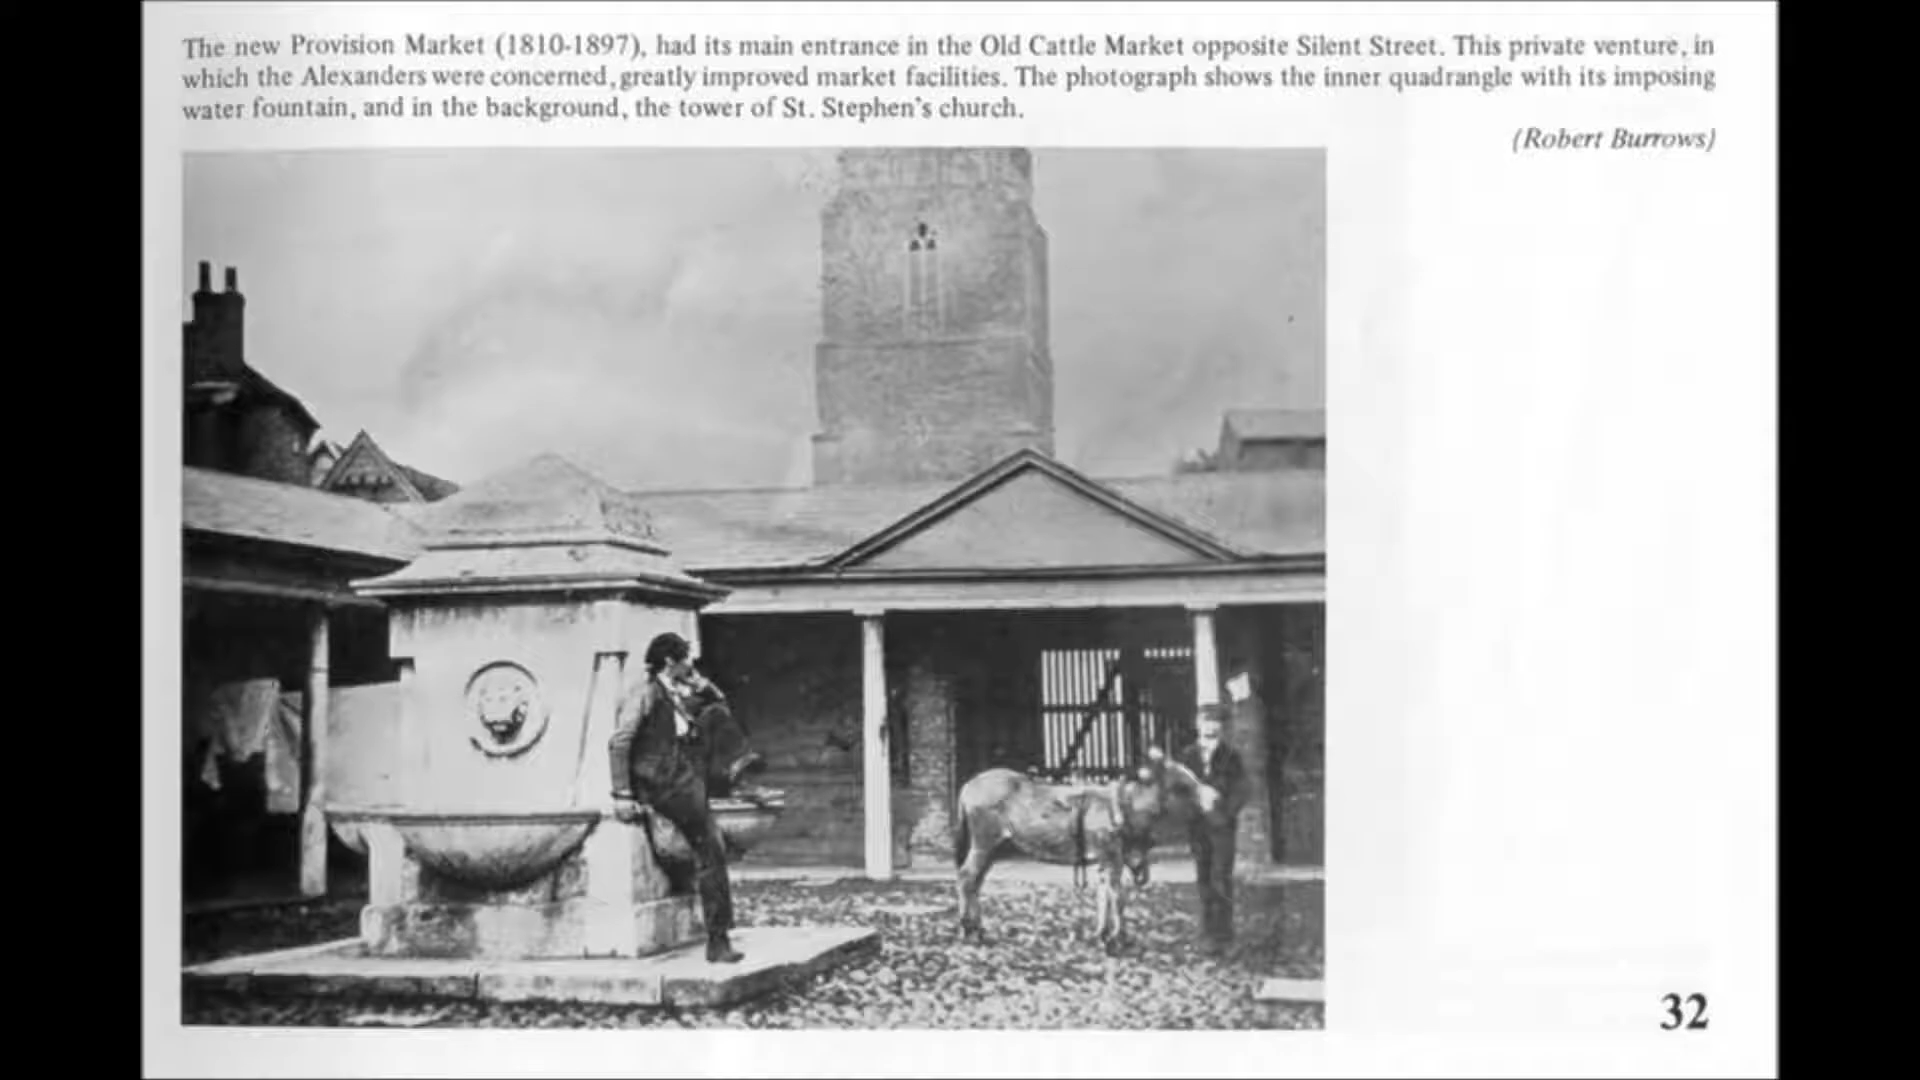 The new Provision Market (1810-1897), had its main entrance in the Old Cattle Market opposite Silent Street. This private venture, in
which the Alexanders were concerned, greatly improved market facilities. The photograph shows the inner quadrangle with its imposing
water fountain, and in the background, the tower of St. Stephen's church.
(Robert Burrows)
32